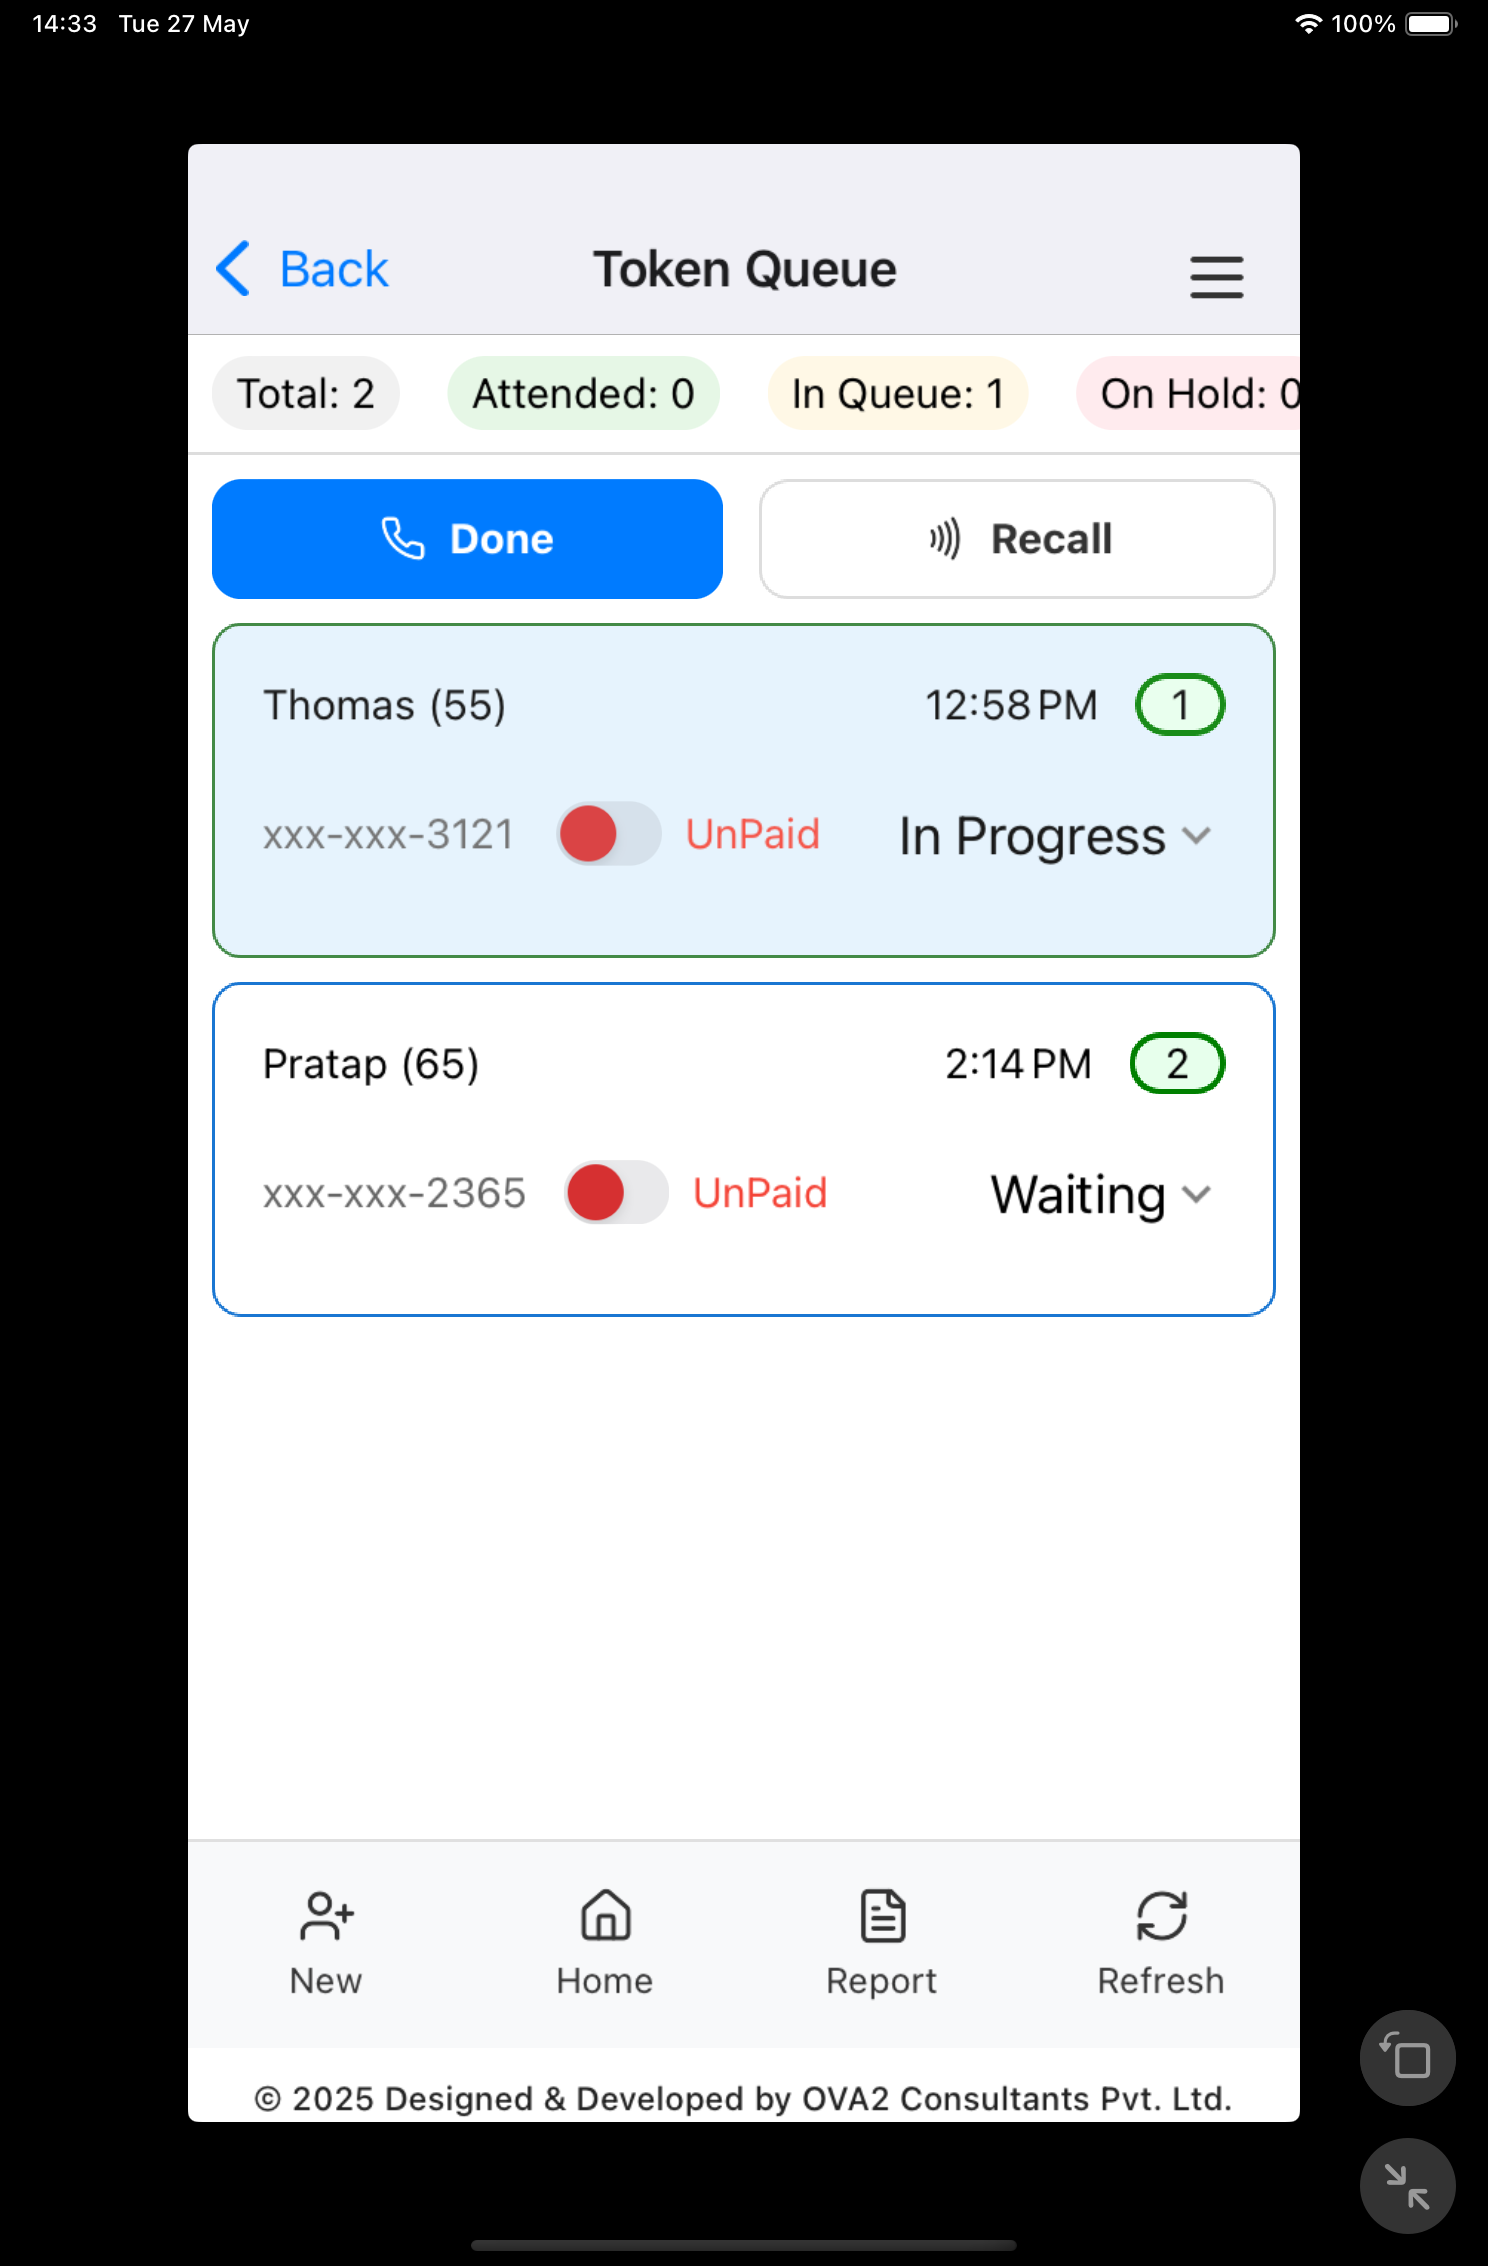 14:33 Tue 27 May 100%
Back Token Queue
Total: 2 Attended: 0 In Queue: 1 On Hold: 0
Done Recall
Thomas (55) 12:58 PM 1
xxx-xxx-3121 UnPaid In Progress
Pratap (65) 2:14 PM 2
xxx-xxx-2365 UnPaid Waiting
New Home Report Refresh
© 2025 Designed & Developed by OVA2 Consultants Pvt. Ltd.